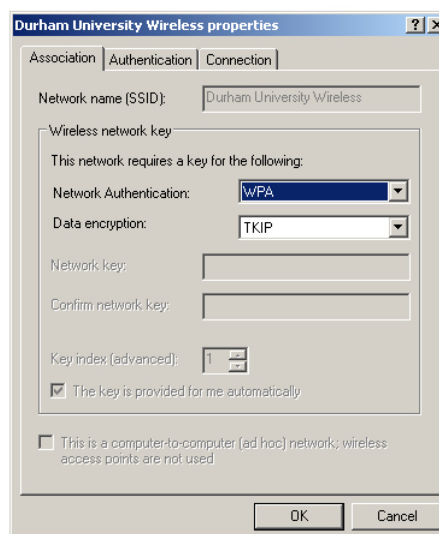 Durham University Wireless properties
Association Authentication Connection
Network name (SSID): Durham University Wireless
Wireless network key
This network requires a key for the following:
Network Authentication: WPA
Data encryption: TKIP
Network key:
Confirm network key:
Key index (advanced): 1
The key is provided for me automatically
This is a computer-to-computer (ad hoc) network; wireless
access points are not used
OK Cancel